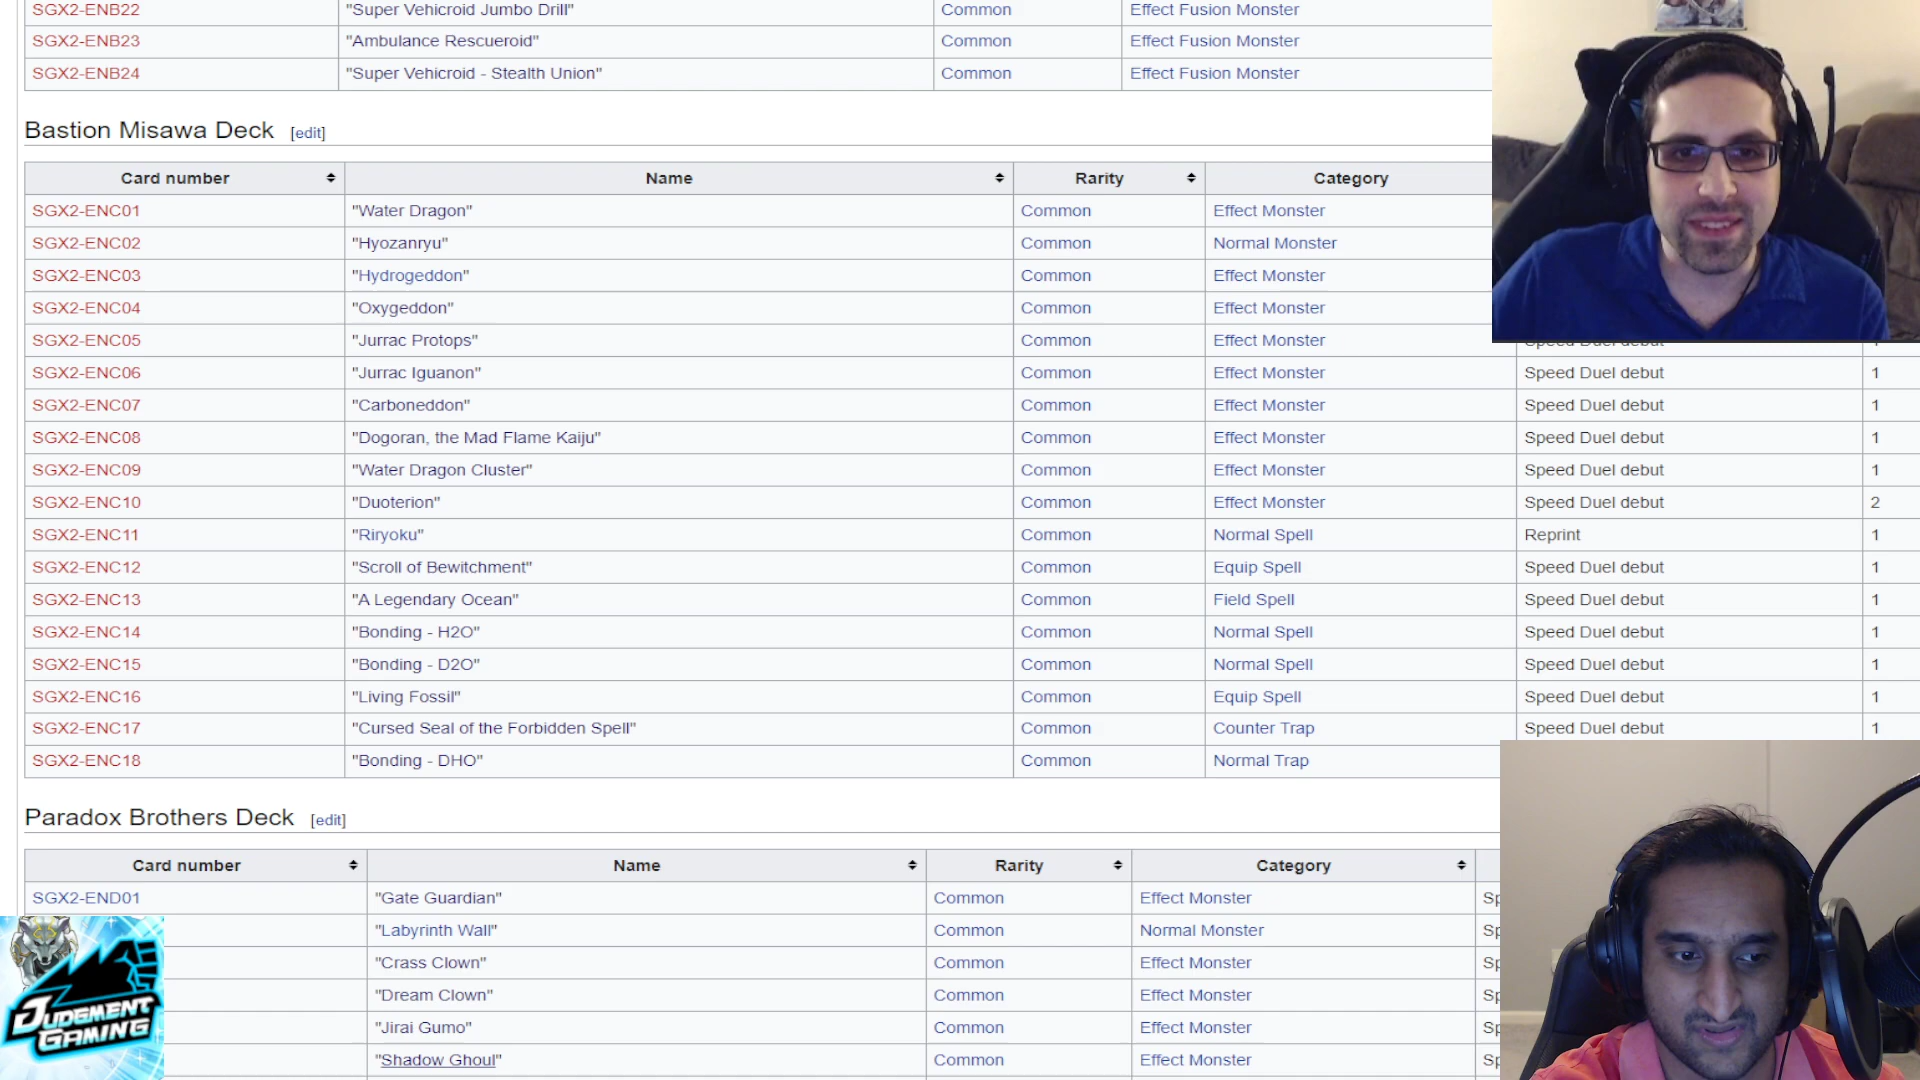 SGX2-ENB22 "Super Vehicroid Jumbo Drill" Common Effect Fusion Monster
SGX2-ENB23 "Ambulance Rescueroid" Common Effect Fusion Monster
SGX2-ENB24 "Super Vehicroid - Stealth Union" Common Effect Fusion Monster
Bastion Misawa Deck [edit]
Card number Name Rarity Category
SGX2-ENC01 "Water Dragon" Common Effect Monster
SGX2-ENC02 "Hyozanryu" Common Normal Monster
SGX2-ENC03 "Hydrogeddon" Common Effect Monster
SGX2-ENC04 "Oxygeddon" Common Effect Monster
SGX2-ENC05 "Jurrac Protops" Common Effect Monster Speed Duel debut
SGX2-ENC06 "Jurrac Iguanon" Common Effect Monster Speed Duel debut 1
SGX2-ENC07 "Carboneddon" Common Effect Monster Speed Duel debut 1
SGX2-ENC08 "Dogoran, the Mad Flame Kaiju" Common Effect Monster Speed Duel debut 1
SGX2-ENC09 "Water Dragon Cluster" Common Effect Monster Speed Duel debut 1
SGX2-ENC10 "Duoterion" Common Effect Monster Speed Duel debut 2
SGX2-ENC11 "Riryoku" Common Normal Spell Reprint 1
SGX2-ENC12 "Scroll of Bewitchment" Common Equip Spell Speed Duel debut 1
SGX2-ENC13 "A Legendary Ocean" Common Field Spell Speed Duel debut 1
SGX2-ENC14 "Bonding - H2O" Common Normal Spell Speed Duel debut 1
SGX2-ENC15 "Bonding - D2O" Common Normal Spell Speed Duel debut 1
SGX2-ENC16 "Living Fossil" Common Equip Spell Speed Duel debut 1
SGX2-ENC17 "Cursed Seal of the Forbidden Spell" Common Counter Trap Speed Duel debut 1
SGX2-ENC18 "Bonding - DHO" Common Normal Trap
Paradox Brothers Deck [edit]
Card number Name Rarity Category
SGX2-END01 "Gate Guardian" Common Effect Monster Sp
"Labyrinth Wall" Common Normal Monster Sp
"Crass Clown" Common Effect Monster Sp
"Dream Clown" Common Effect Monster Sp
"Jirai Gumo" Common Effect Monster Sp
"Shadow Ghoul" Common Effect Monster Sp
JUDGMENT
GAMING